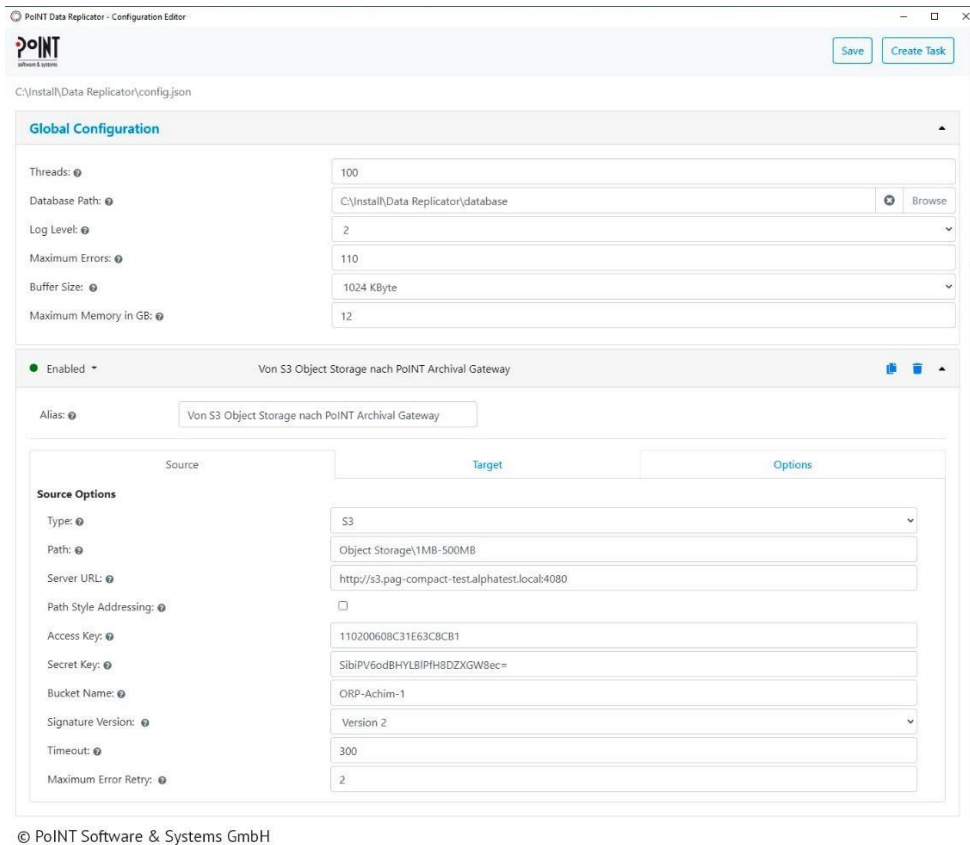 PoINT Data Replicator - Configuration Editor
PoINT
software & systems
Save
Create Task
C:\Install\Data Replicator\config.json
Global Configuration
Threads: 100
Database Path: C:\Install\Data Replicator\database Browse
Log Level: 2
Maximum Errors: 110
Buffer Size: 1024 KByte
Maximum Memory in GB: 12
Enabled Von S3 Object Storage nach PoINT Archival Gateway
Alias: Von S3 Object Storage nach PoINT Archival Gateway
Source Target Options
Source Options
Type: S3
Path: Object Storage\1MB-500MB
Server URL: http://s3.pag-compact-test.alphatest.local:4080
Path Style Addressing:
Access Key: 110200608C31E63C8CB1
Secret Key: SibiPV6odBHYLBlPfH8DZXGW8ec=
Bucket Name: ORP-Achim-1
Signature Version: Version 2
Timeout: 300
Maximum Error Retry: 2
© PoINT Software & Systems GmbH